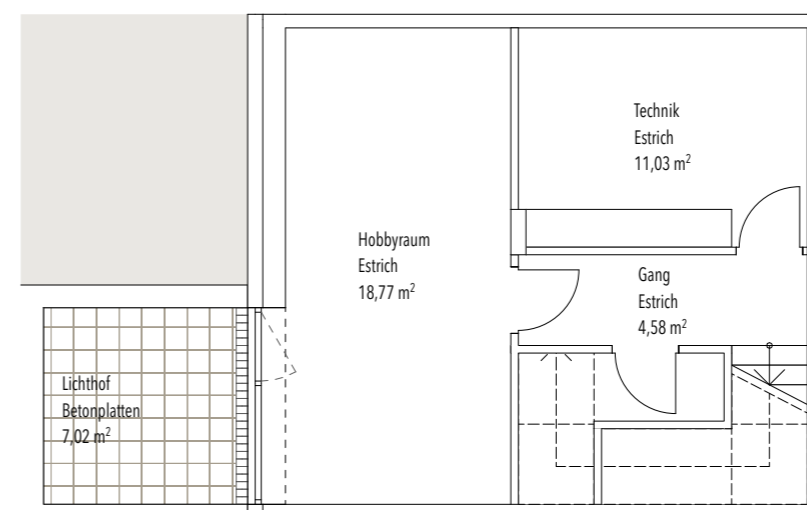 Technik
Estrich
11,03 m²
Hobbyraum
Estrich
18,77 m²
Gang
Estrich
4,58 m²
Lichthof
Betonplatten
7,02 m²